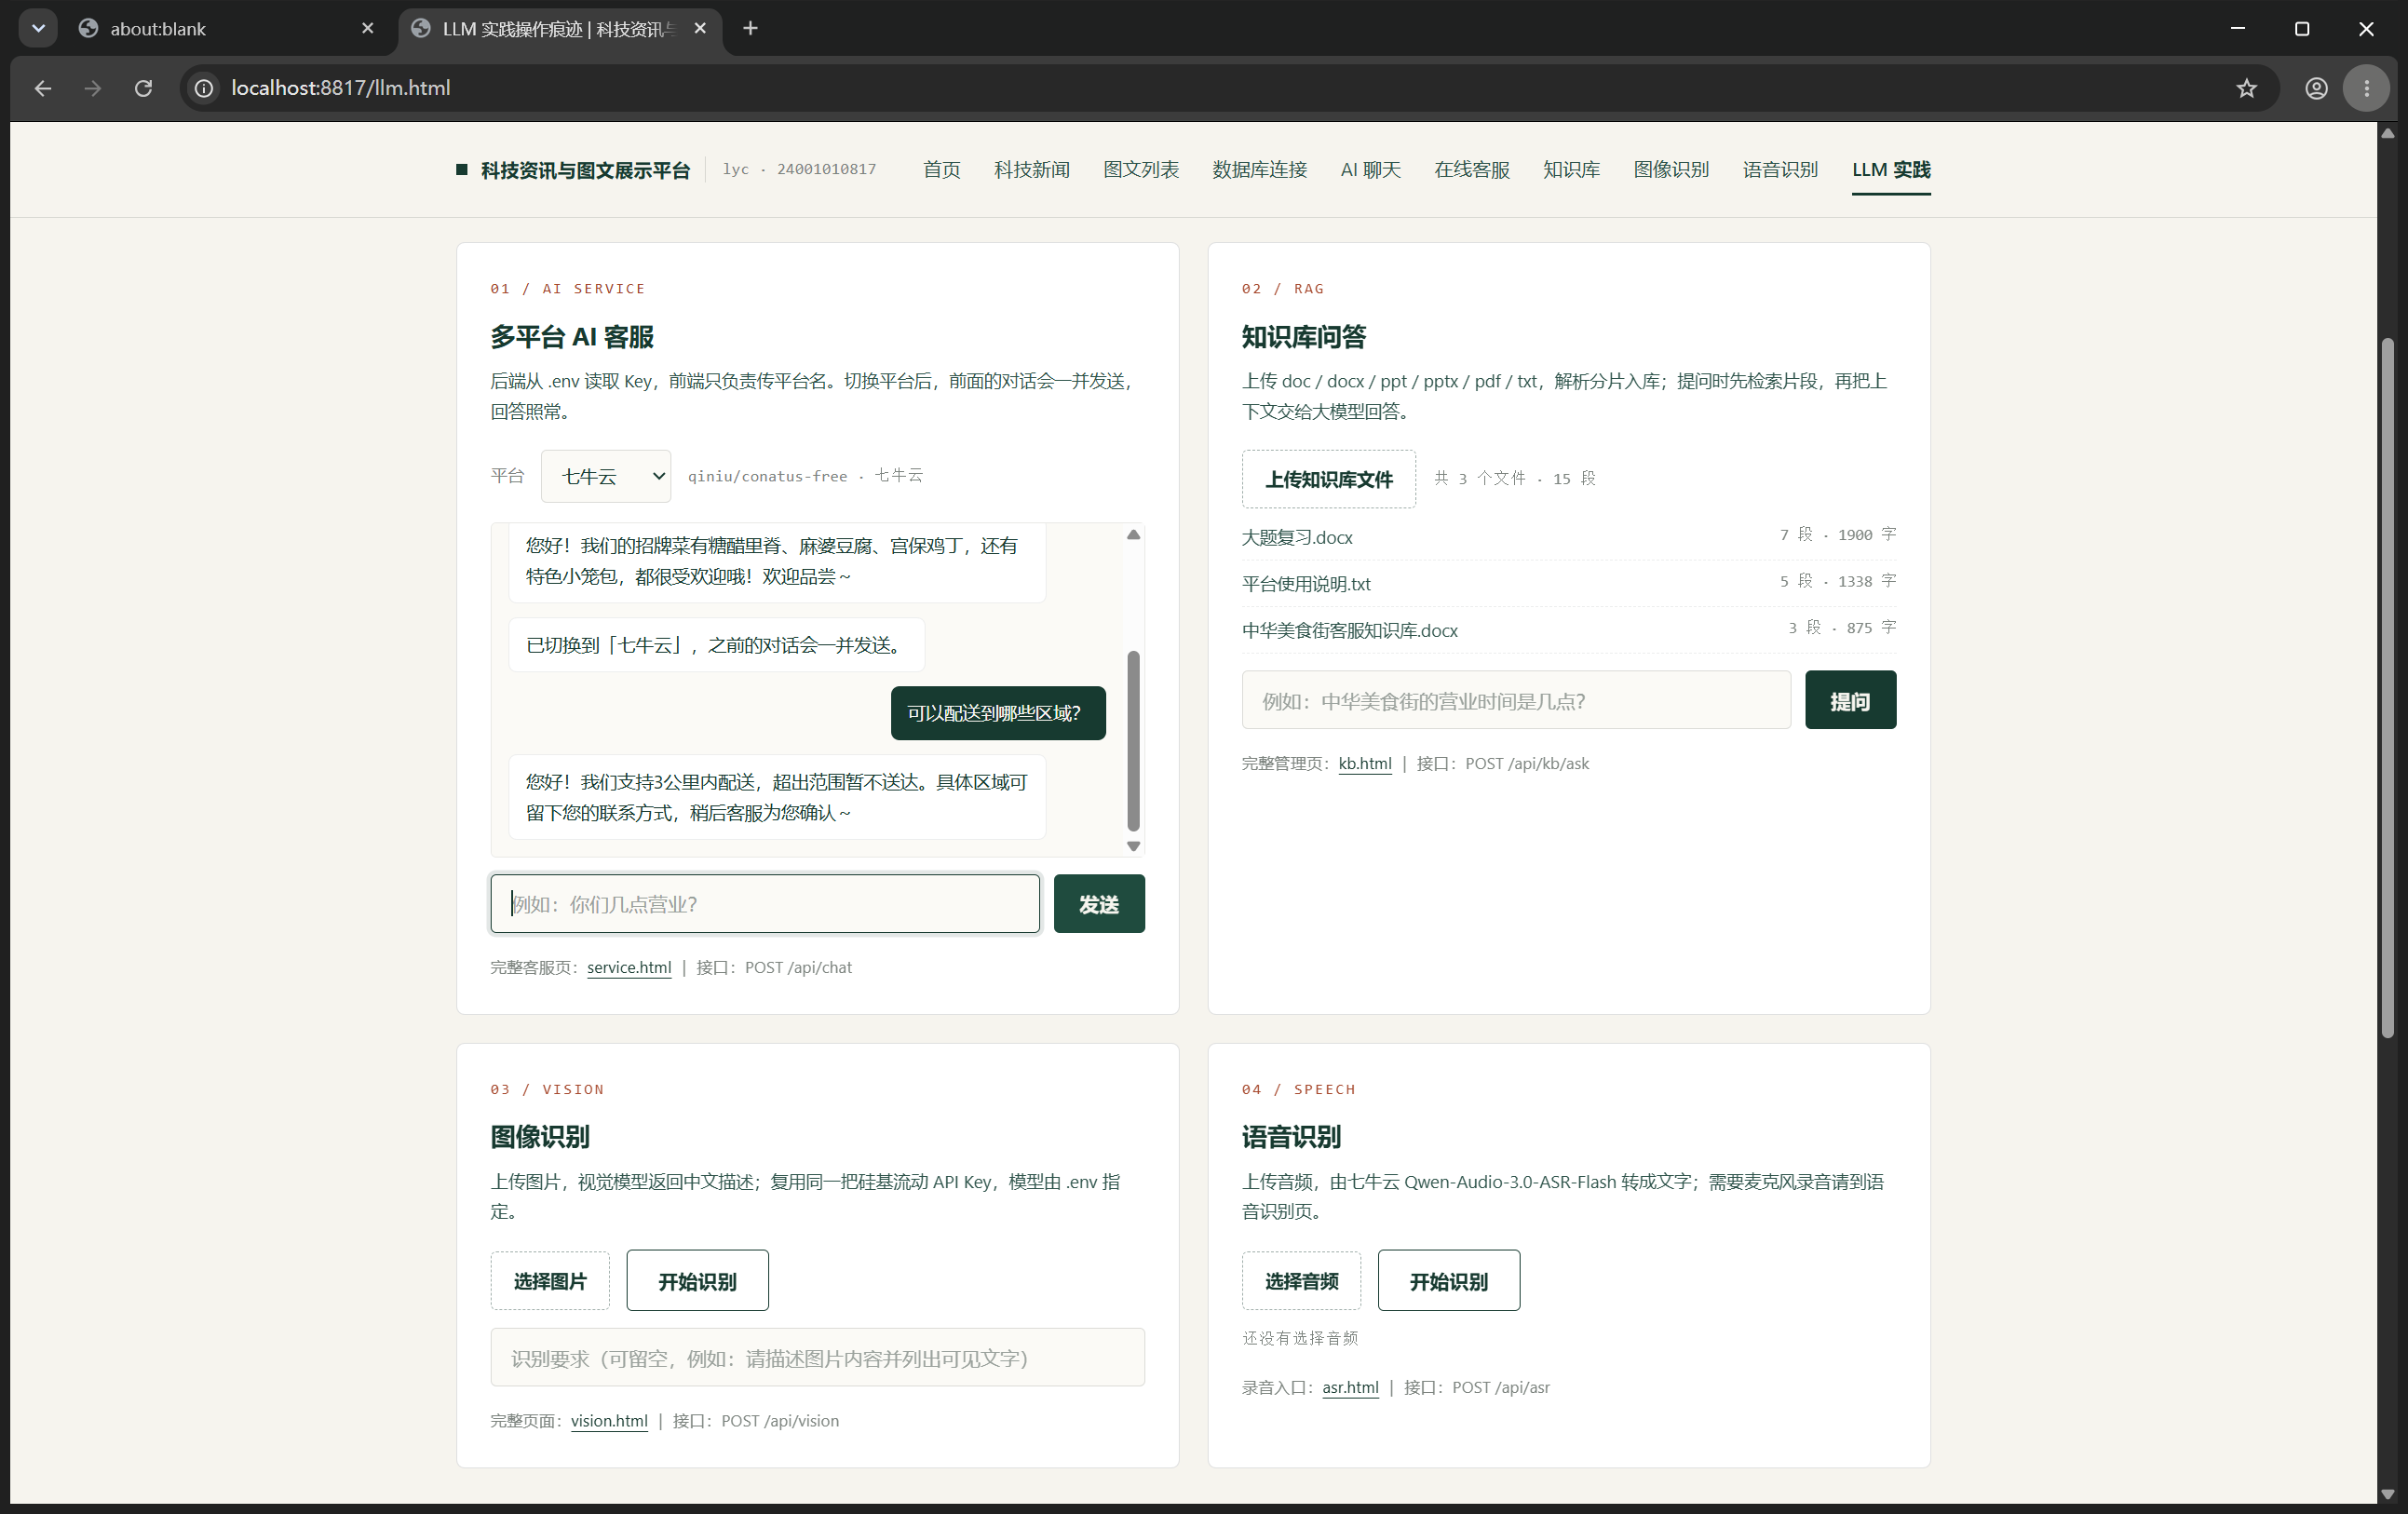 about:blank
LLM 实践操作痕迹 | 科技资讯与
localhost:8817/llm.html
科技资讯与图文展示平台
lyc · 24001010817
首页
科技新闻
图文列表
数据库连接
AI 聊天
在线客服
知识库
图像识别
语音识别
LLM 实践
01 / AI SERVICE
多平台 AI 客服
后端从 .env 读取 Key，前端只负责传平台名。切换平台后，前面的对话会一并发送，
回答照常。
平台
七牛云
qiniu/conatus-free · 七牛云
您好！我们的招牌菜有糖醋里脊、麻婆豆腐、宫保鸡丁，还有
特色小笼包，都很受欢迎哦！欢迎品尝～
已切换到「七牛云」，之前的对话会一并发送。
可以配送到哪些区域？
您好！我们支持3公里内配送，超出范围暂不送达。具体区域可
留下您的联系方式，稍后客服为您确认～
例如：你们几点营业？
发送
完整客服页：service.html | 接口：POST /api/chat
02 / RAG
知识库问答
上传 doc / docx / ppt / pptx / pdf / txt，解析分片入库；提问时先检索片段，再把上
下文交给大模型回答。
上传知识库文件
共 3 个文件 · 15 段
大题复习.docx
7 段 · 1900 字
平台使用说明.txt
5 段 · 1338 字
中华美食街客服知识库.docx
3 段 · 875 字
例如：中华美食街的营业时间是几点？
提问
完整管理页：kb.html | 接口：POST /api/kb/ask
03 / VISION
图像识别
上传图片，视觉模型返回中文描述；复用同一把硅基流动 API Key，模型由 .env 指
定。
选择图片
开始识别
识别要求（可留空，例如：请描述图片内容并列出可见文字）
完整页面：vision.html | 接口：POST /api/vision
04 / SPEECH
语音识别
上传音频，由七牛云 Qwen-Audio-3.0-ASR-Flash 转成文字；需要麦克风录音请到语
音识别页。
选择音频
开始识别
还没有选择音频
录音入口：asr.html | 接口：POST /api/asr